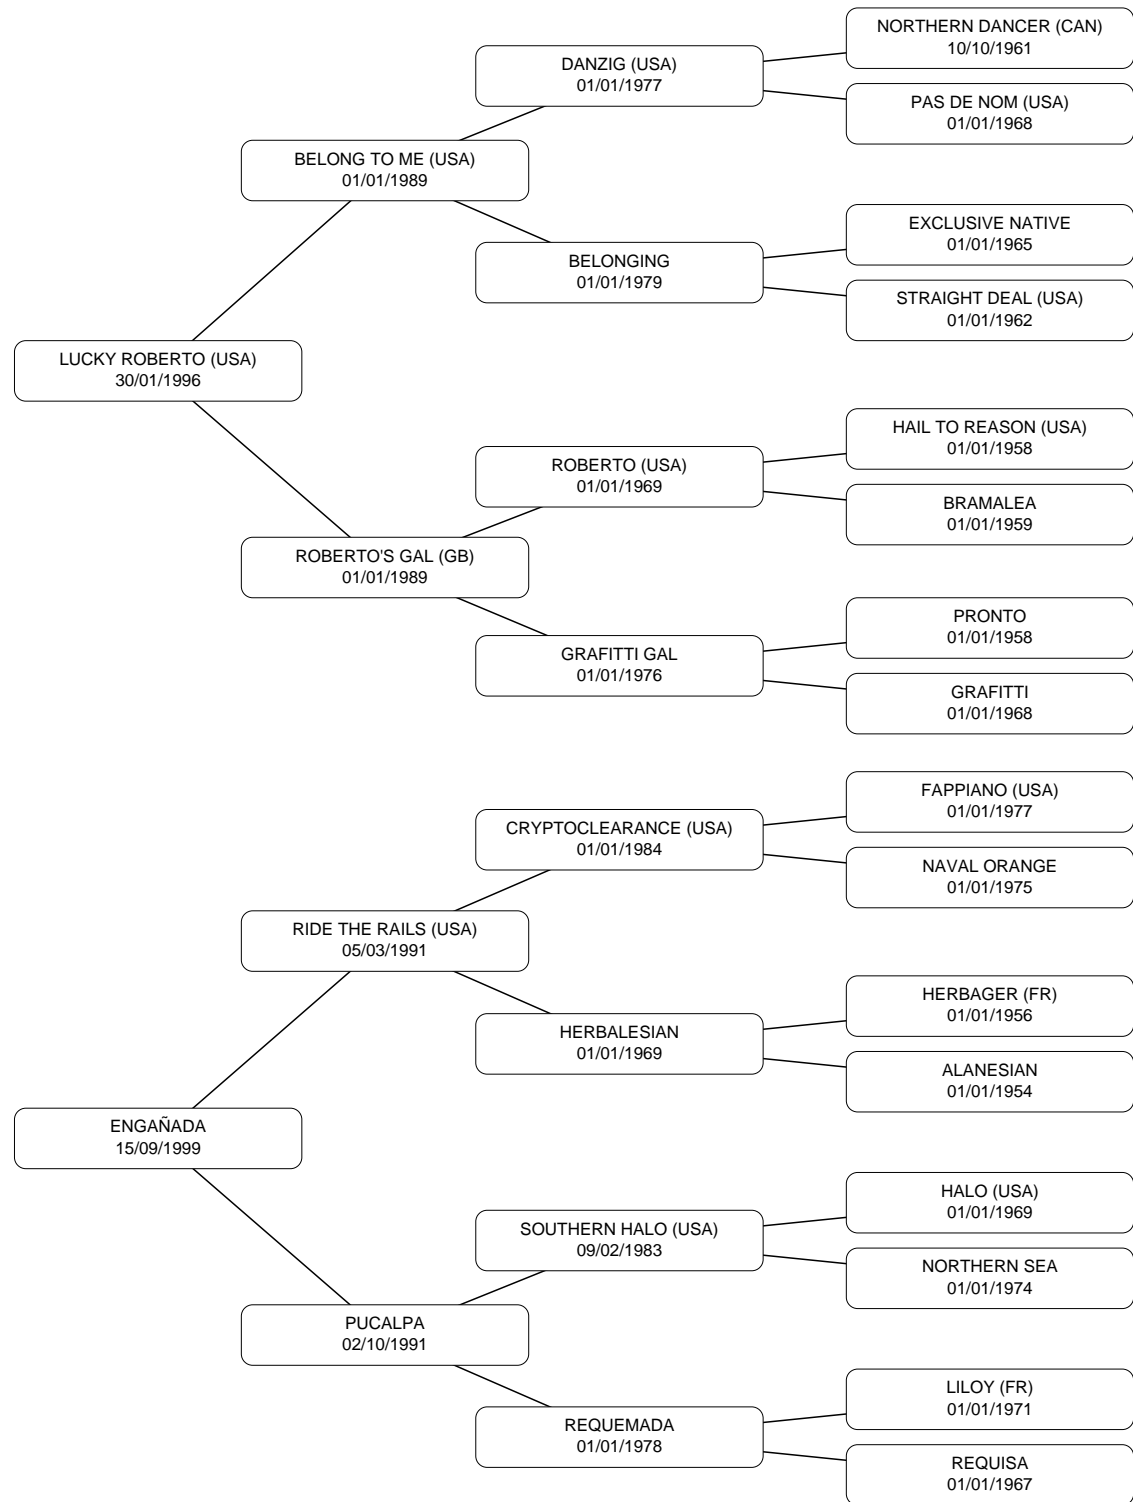 NORTHERN DANCER (CAN)
10/10/1961
DANZIG (USA)
01/01/1977
PAS DE NOM (USA)
01/01/1968
BELONG TO ME (USA)
01/01/1989
EXCLUSIVE NATIVE
01/01/1965
BELONGING
01/01/1979
STRAIGHT DEAL (USA)
01/01/1962
LUCKY ROBERTO (USA)
30/01/1996
HAIL TO REASON (USA)
01/01/1958
ROBERTO (USA)
01/01/1969
BRAMALEA
01/01/1959
ROBERTO'S GAL (GB)
01/01/1989
PRONTO
01/01/1958
GRAFITTI GAL
01/01/1976
GRAFITTI
01/01/1968
FAPPIANO (USA)
01/01/1977
CRYPTOCLEARANCE (USA)
01/01/1984
NAVAL ORANGE
01/01/1975
RIDE THE RAILS (USA)
05/03/1991
HERBAGER (FR)
01/01/1956
HERBALESIAN
01/01/1969
ALANESIAN
01/01/1954
ENGAÑADA
15/09/1999
HALO (USA)
01/01/1969
SOUTHERN HALO (USA)
09/02/1983
NORTHERN SEA
01/01/1974
PUCALPA
02/10/1991
LILOY (FR)
01/01/1971
REQUEMADA
01/01/1978
REQUISA
01/01/1967